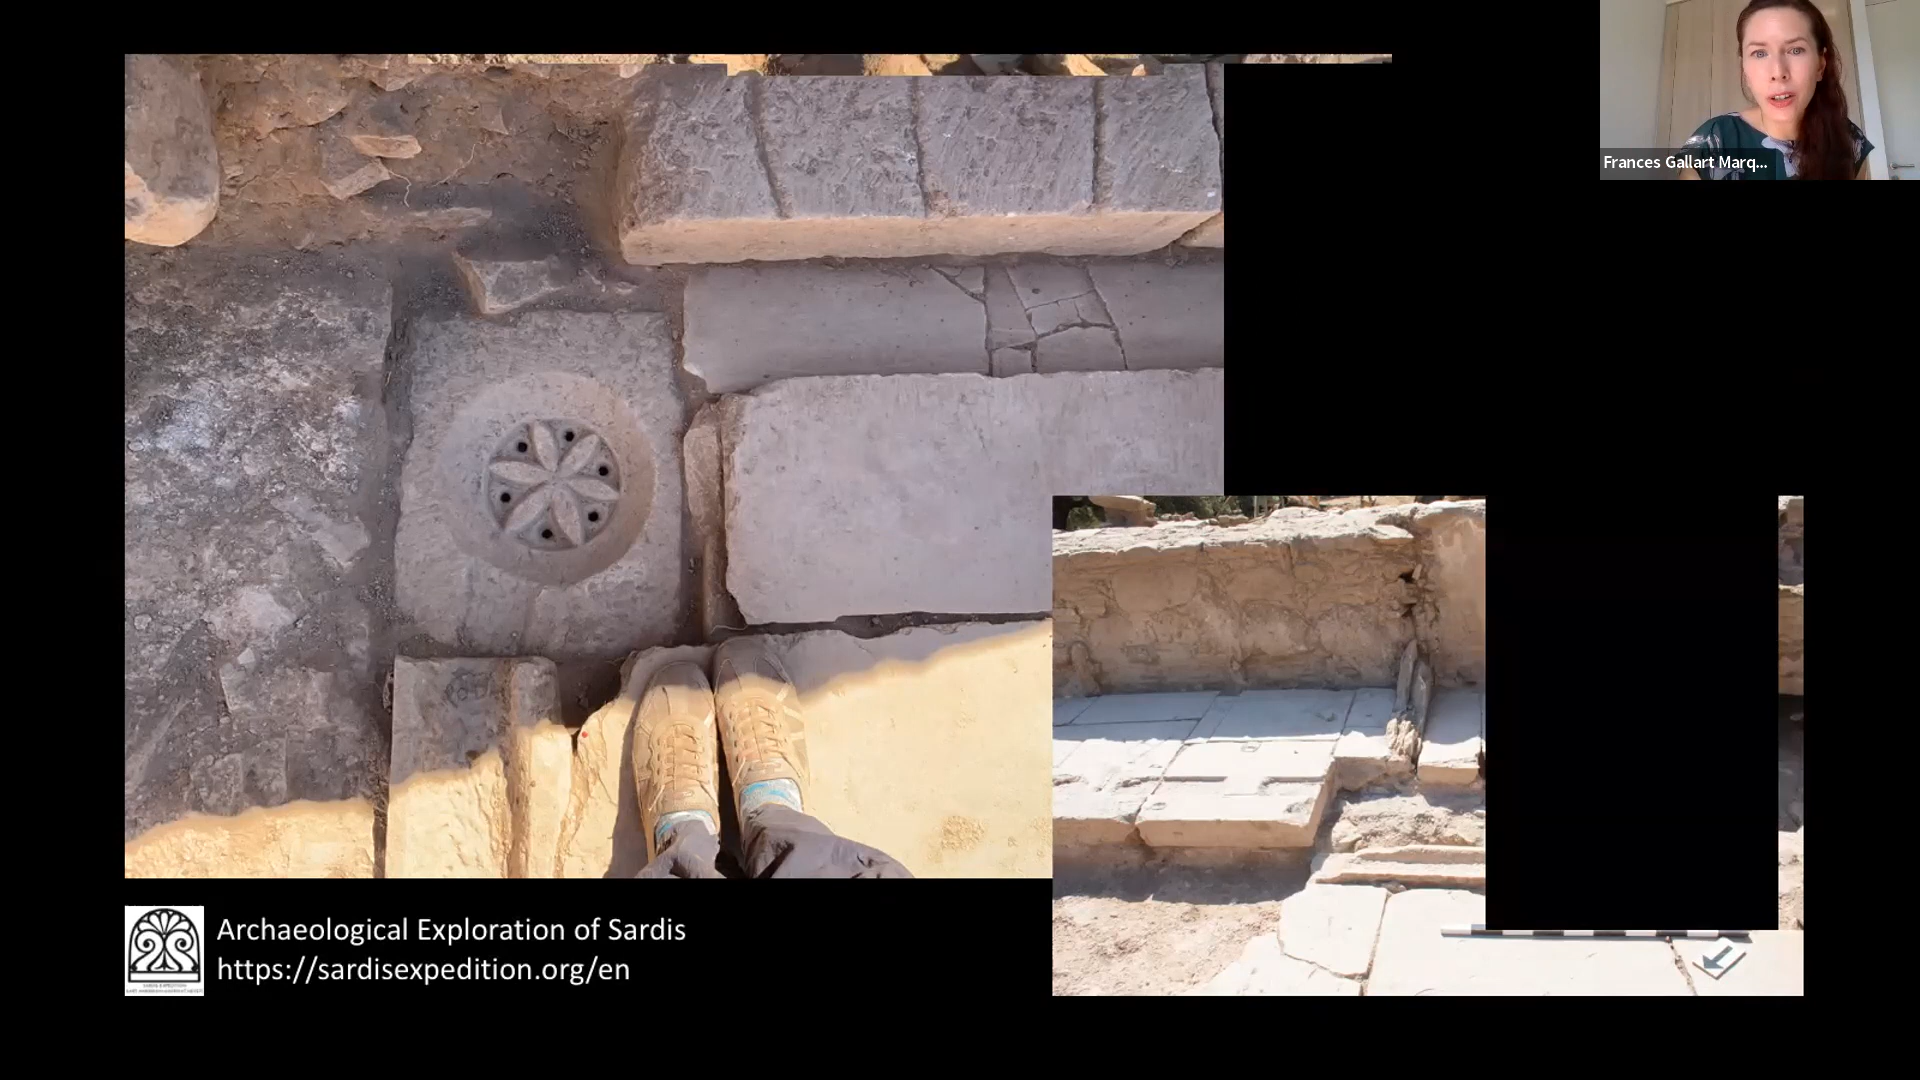 Frances Gallart Marq...
Archaeological Exploration of Sardis
https://sardisexpedition.org/en